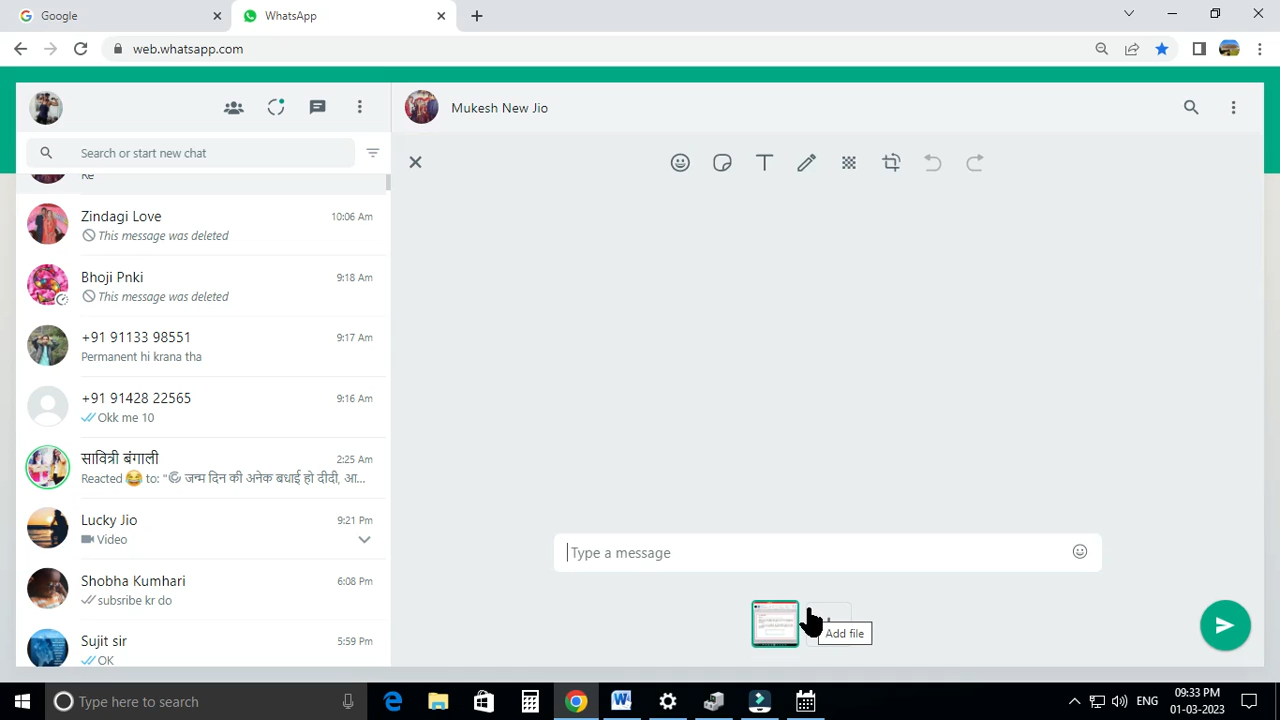 Google
WhatsApp
web.whatsapp.com
Mukesh New Jio
Search or start new chat
Re
Zindagi Love
10:06 Am
This message was deleted
Bhoji Pnki
9:18 Am
This message was deleted
+91 91133 98551
9:17 Am
Permanent hi krana tha
+91 91428 22565
9:16 Am
Okk me 10
सावित्री बंगाली
2:25 Am
Reacted 😂 to: "जन्म दिन की अनेक बधाई हो दीदी, आ...
Lucky Jio
9:21 Pm
Video
Shobha Kumhari
6:08 Pm
subsribe kr do
Sujit sir
5:59 Pm
OK
Type a message
Add file
Type here to search
ENG
09:33 PM
01-03-2023